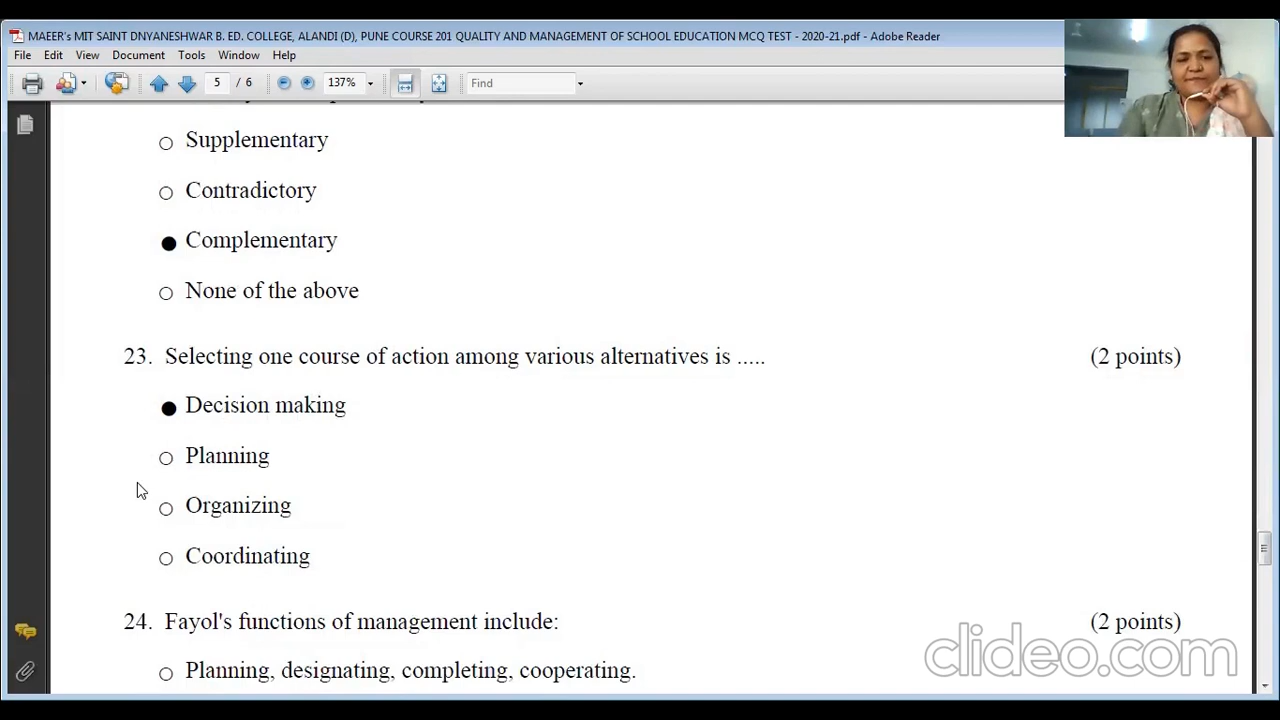 MAEER's MIT SAINT DNYANESHWAR B. ED. COLLEGE, ALANDI (D), PUNE COURSE 201 QUALITY AND MANAGEMENT OF SCHOOL EDUCATION MCQ TEST - 2020-21.pdf - Adobe Reader
File Edit View Document Tools Window Help
5 / 6 137% Find
Supplementary
Contradictory
Complementary
None of the above
23. Selecting one course of action among various alternatives is ..... (2 points)
Decision making
Planning
Organizing
Coordinating
24. Fayol's functions of management include: (2 points)
Planning, designating, completing, cooperating.
clideo.com